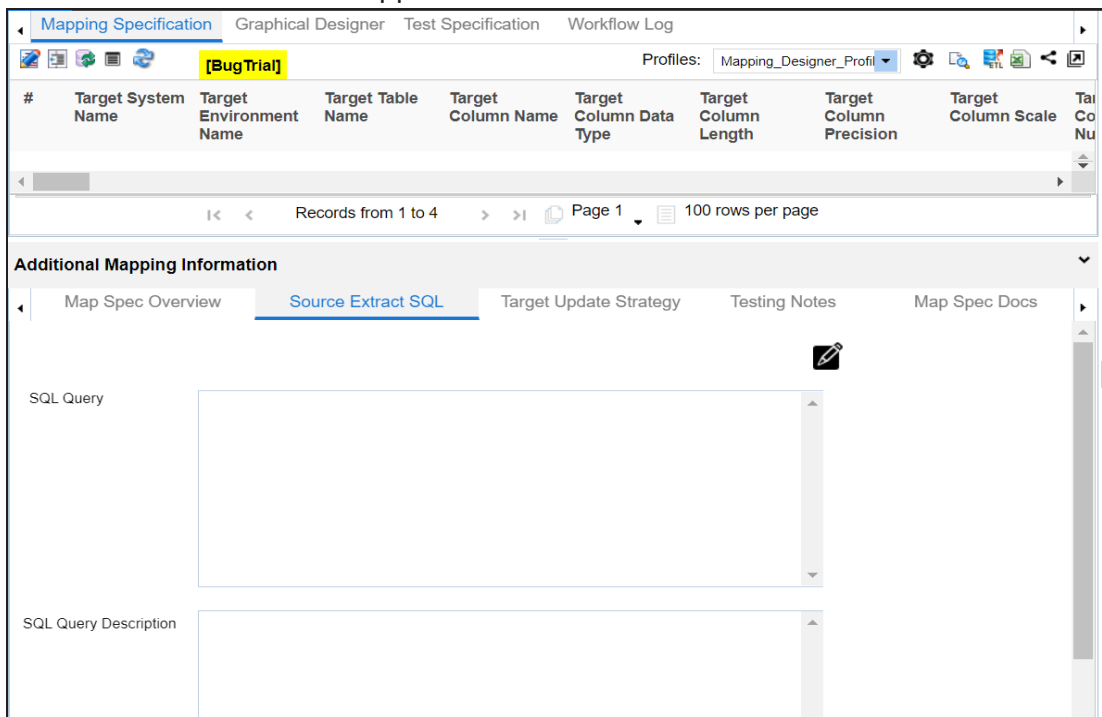 Mapping Specification Graphical Designer Test Specification Workflow Log
[BugTrial] Profiles: Mapping_Designer_Profil
ETL
# Target System Name Target Environment Name Target Table Name Target Column Name Target Column Data Type Target Column Length Target Column Precision Target Column Scale
Records from 1 to 4 Page 1 100 rows per page
Additional Mapping Information
Map Spec Overview Source Extract SQL Target Update Strategy Testing Notes Map Spec Docs
SQL Query
SQL Query Description